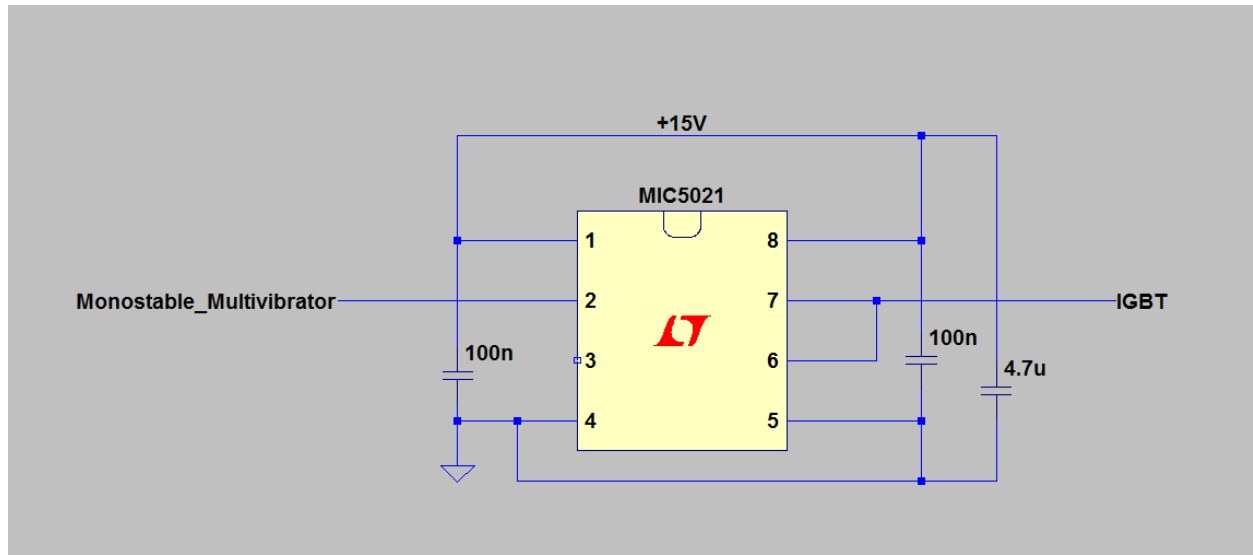 +15V
MIC5021
1
8
Monostable_Multivibrator
2
7
IGBT
100n
3
6
100n
4.7u
4
5